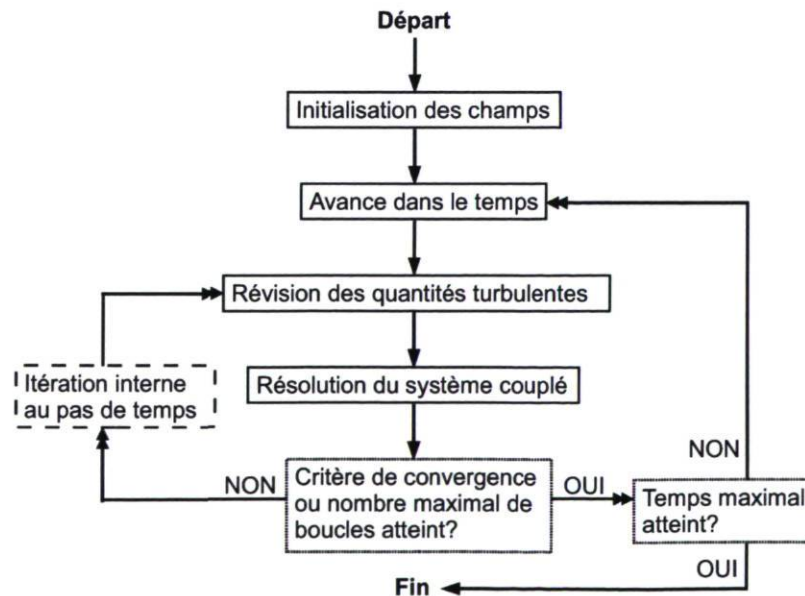 Départ
Initialisation des champs
Avance dans le temps
Révision des quantités turbulentes
Itération interne
au pas de temps
Résolution du système couplé
NON
Critère de convergence
ou nombre maximal de
boucles atteint?
OUI
NON
Temps maximal
atteint?
OUI
Fin